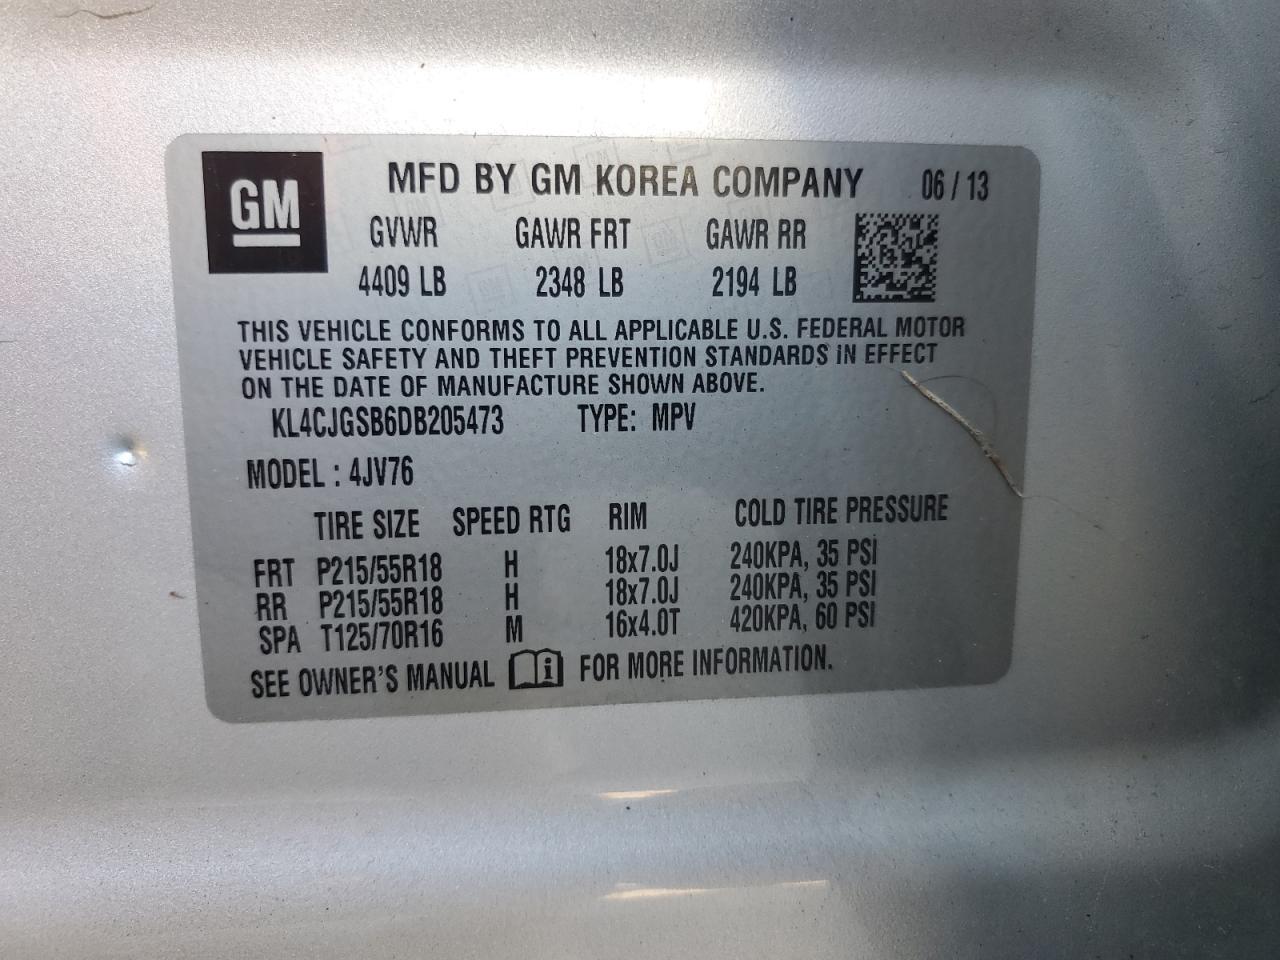 GM
MFD BY GM KOREA COMPANY 06 / 13
GVWR GAWR FRT GAWR RR
4409 LB 2348 LB 2194 LB
THIS VEHICLE CONFORMS TO ALL APPLICABLE U.S. FEDERAL MOTOR
VEHICLE SAFETY AND THEFT PREVENTION STANDARDS IN EFFECT
ON THE DATE OF MANUFACTURE SHOWN ABOVE.
KL4CJGSB6DB205473 TYPE: MPV
MODEL : 4JV76
TIRE SIZE SPEED RTG RIM COLD TIRE PRESSURE
FRT P215/55R18 H 18x7.0J 240KPA, 35 PSI
RR P215/55R18 H 18x7.0J 240KPA, 35 PSI
SPA T125/70R16 M 16x4.0T 420KPA, 60 PSI
SEE OWNER'S MANUAL i FOR MORE INFORMATION.